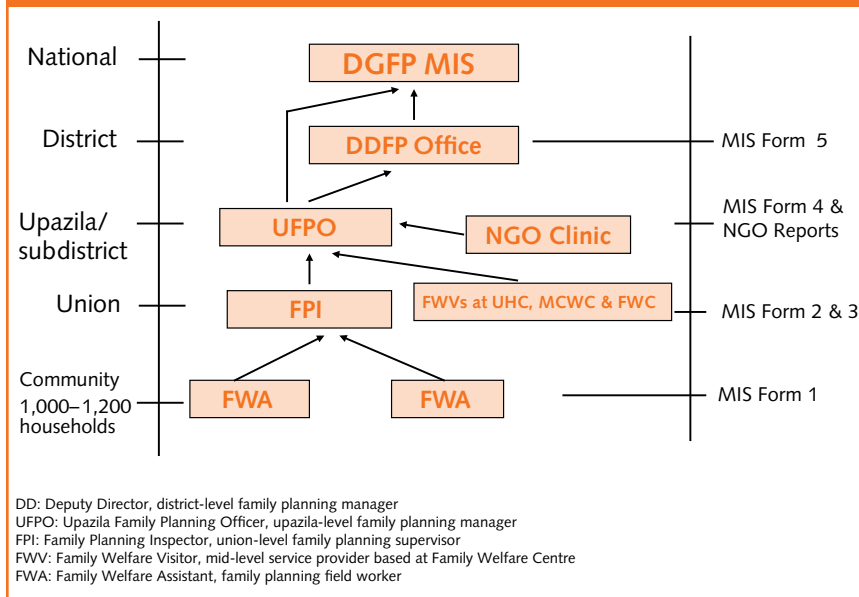 National
DGFP MIS
District
DDFP Office
MIS Form 5
Upazila/
subdistrict
UFPO
NGO Clinic
MIS Form 4 &
NGO Reports
Union
FPI
FWVs at UHC, MCWC & FWC
MIS Form 2 & 3
Community
1,000–1,200
households
FWA
FWA
MIS Form 1
DD: Deputy Director, district-level family planning manager
UFPO: Upazila Family Planning Officer, upazila-level family planning manager
FPI: Family Planning Inspector, union-level family planning supervisor
FWV: Family Welfare Visitor, mid-level service provider based at Family Welfare Centre
FWA: Family Welfare Assistant, family planning field worker